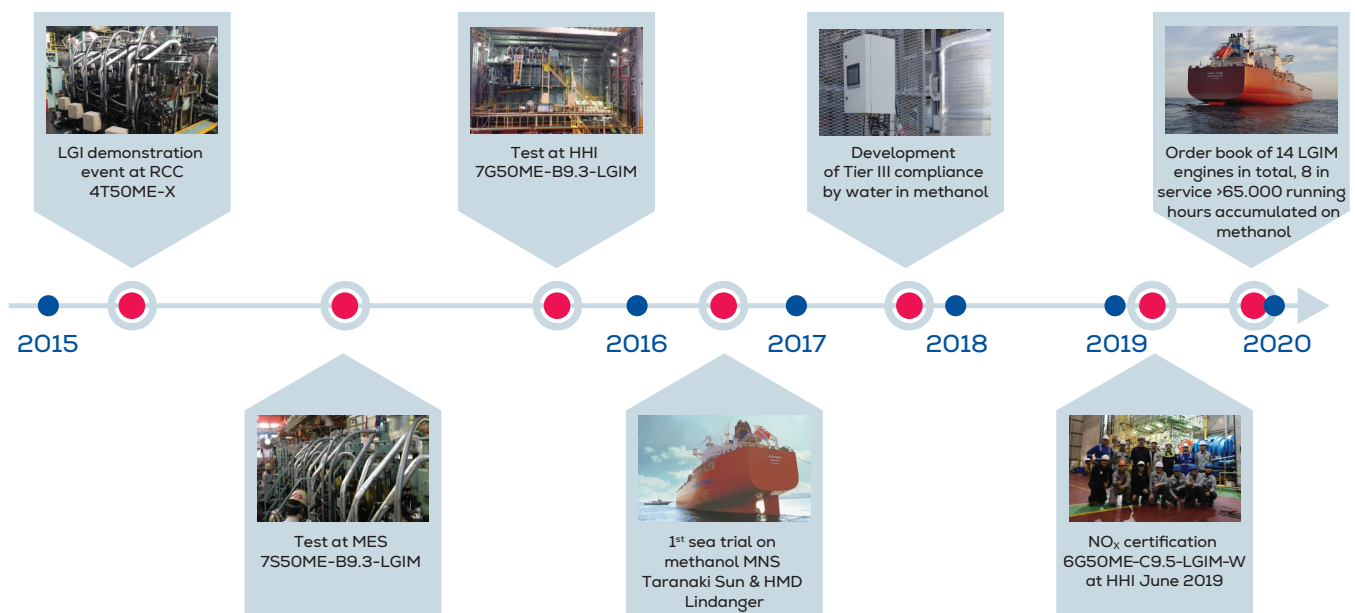 LGI demonstration
event at RCC
4T50ME-X
Test at HHI
7G50ME-B9.3-LGIM
Development
of Tier III compliance
by water in methanol
Order book of 14 LGIM
engines in total, 8 in
service >65.000 running
hours accumulated on
methanol
2015
2016
2017
2018
2019
2020
Test at MES
7S50ME-B9.3-LGIM
1st sea trial on
methanol MNS
Taranaki Sun & HMD
Lindanger
NOx certification
6G50ME-C9.5-LGIM-W
at HHI June 2019